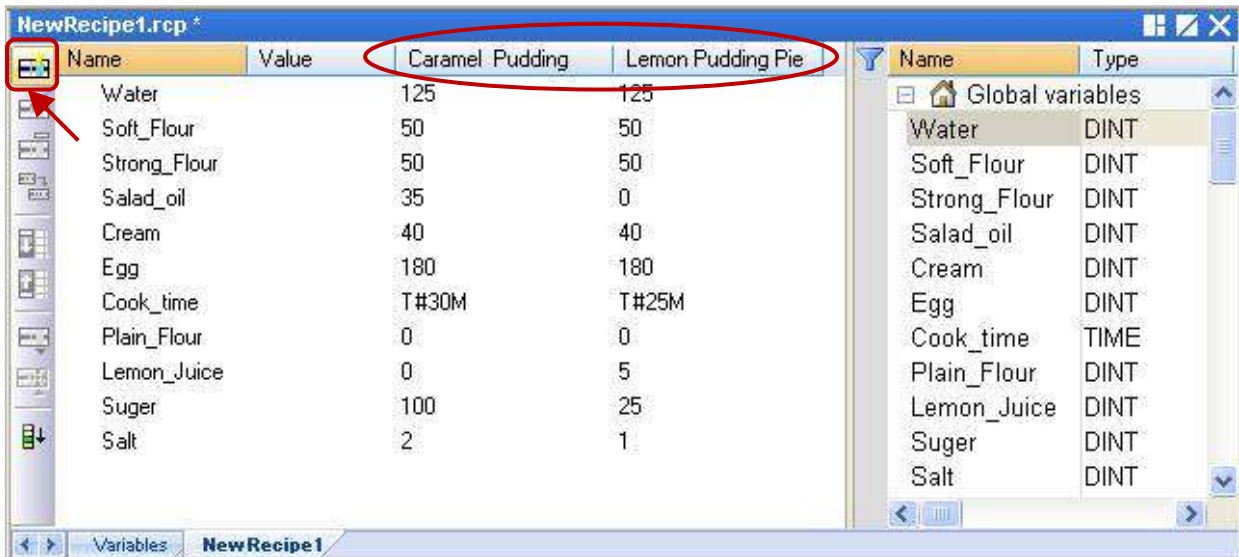 NewRecipe1.rcp *
Name Value Caramel Pudding Lemon Pudding Pie Name Type
Water 125 125 Global variables
Soft_Flour 50 50 Water DINT
Strong_Flour 50 50 Soft_Flour DINT
Salad_oil 35 0 Strong_Flour DINT
Cream 40 40 Salad_oil DINT
Egg 180 180 Cream DINT
Cook_time T#30M T#25M Egg DINT
Plain_Flour 0 0 Cook_time TIME
Lemon_Juice 0 5 Plain_Flour DINT
Suger 100 25 Lemon_Juice DINT
Salt 2 1 Suger DINT
Salt DINT
Variables NewRecipe1